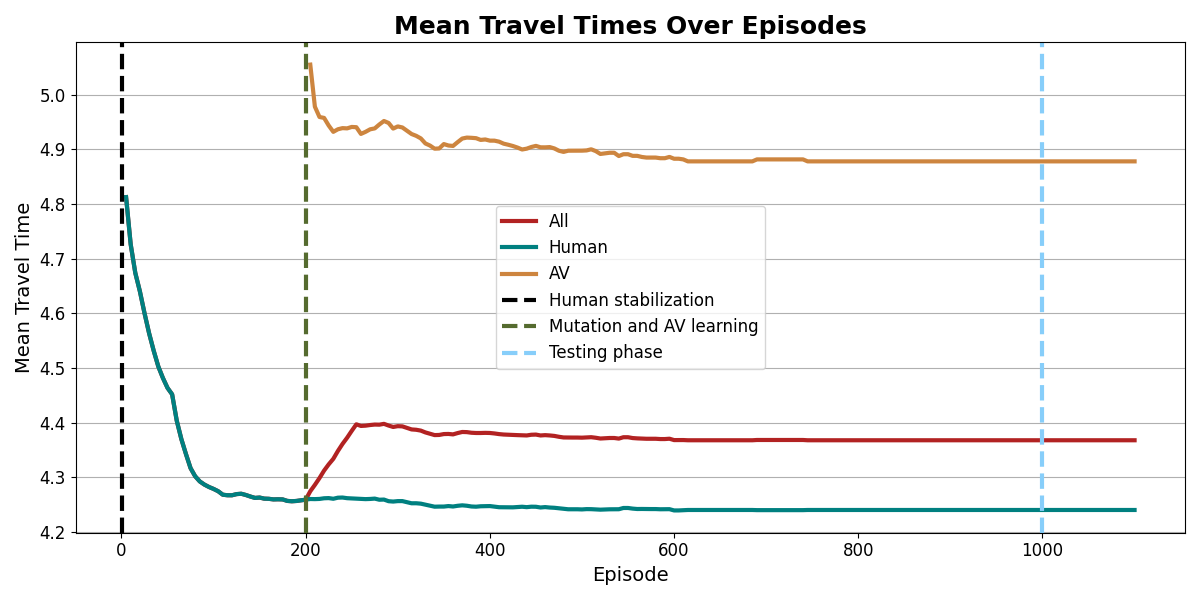 Mean Travel Times Over Episodes
Mean Travel Time
5.0
4.9
4.8
4.7
4.6
4.5
4.4
4.3
4.2
All
Human
AV
Human stabilization
Mutation and AV learning
Testing phase
0 200 400 600 800 1000
Episode